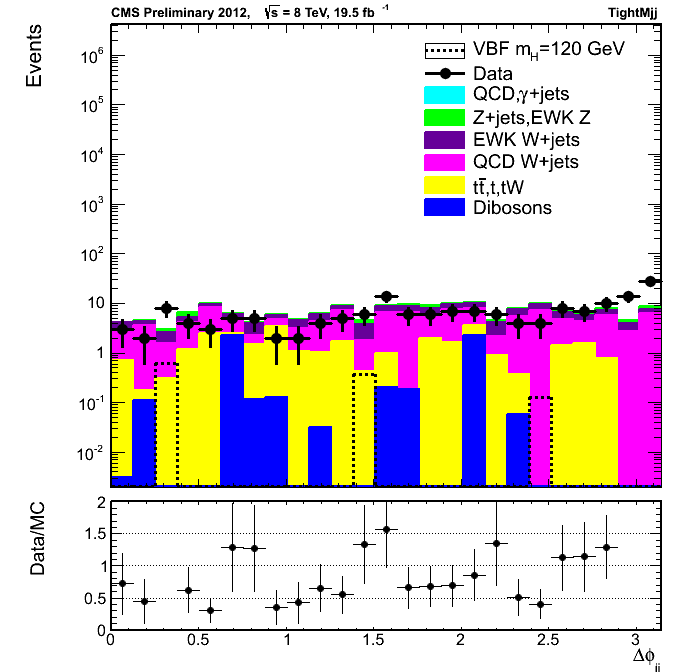 CMS Preliminary 2012, √s = 8 TeV, 19.5 fb⁻¹ TightMjj
Events
10⁶
10⁵
10⁴
10³
10²
10
1
10⁻¹
10⁻²
VBF m_H=120 GeV
Data
QCD,γ+jets
Z+jets,EWK Z
EWK W+jets
QCD W+jets
tt̄,t,tW
Dibosons
Data/MC
2
1.5
1
0.5
0
0 0.5 1 1.5 2 2.5 3
Δϕ_jj